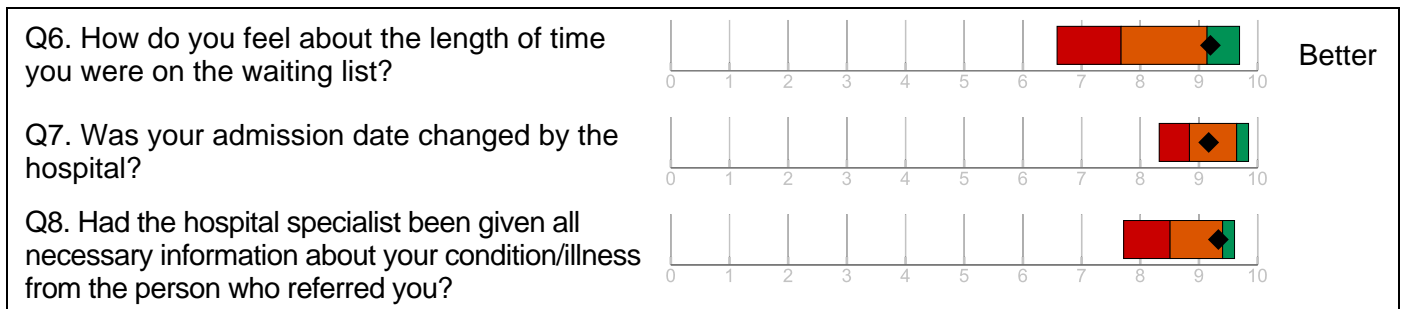 Q6. How do you feel about the length of time
you were on the waiting list?
0 1 2 3 4 5 6 7 8 9 10
Better
Q7. Was your admission date changed by the
hospital?
0 1 2 3 4 5 6 7 8 9 10
Q8. Had the hospital specialist been given all
necessary information about your condition/illness
from the person who referred you?
0 1 2 3 4 5 6 7 8 9 10